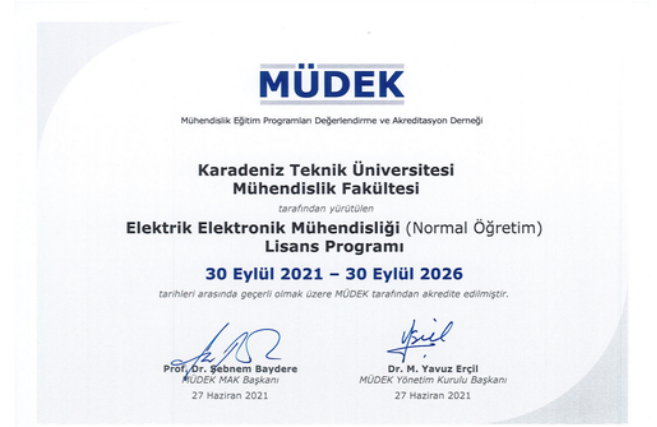 MÜDEK
Mühendislik Eğitim Programları Değerlendirme ve Akreditasyon Derneği
Karadeniz Teknik Üniversitesi
Mühendislik Fakültesi
tarafından yürütülen
Elektrik Elektronik Mühendisliği (Normal Öğretim)
Lisans Programı
30 Eylül 2021 – 30 Eylül 2026
tarihleri arasında geçerli olmak üzere MÜDEK tarafından akredite edilmiştir.
Prof. Dr. Şebnem Baydere
MÜDEK MAK Başkanı
27 Haziran 2021
Dr. M. Yavuz Erçil
MÜDEK Yönetim Kurulu Başkanı
27 Haziran 2021